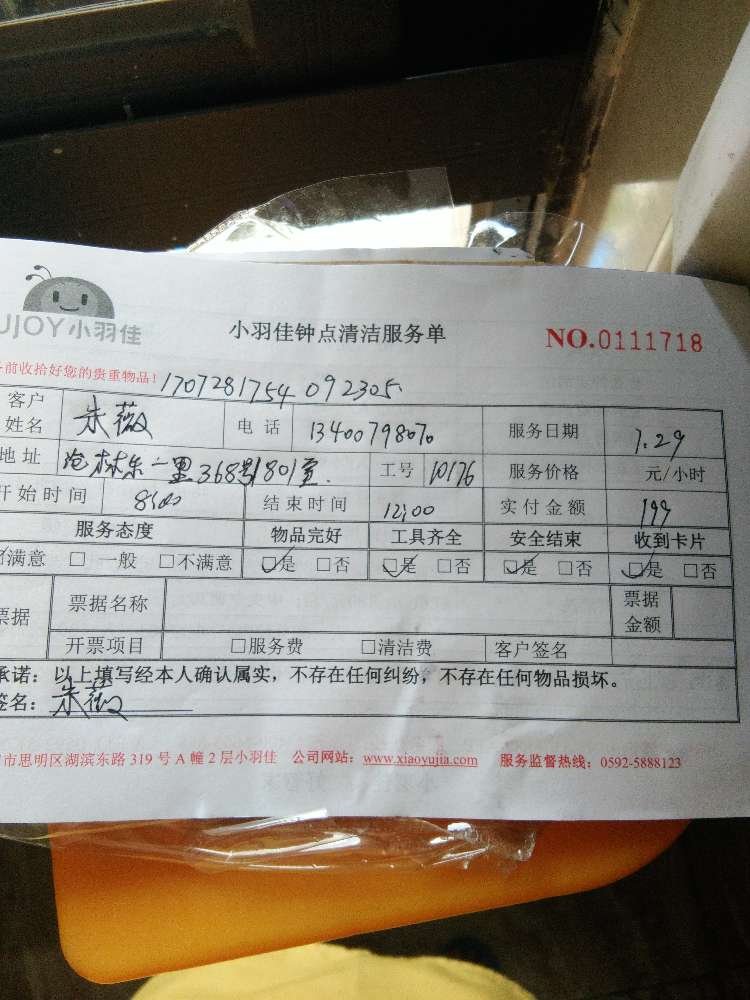 UJOY小羽佳
小羽佳钟点清洁服务单
NO.0111718
前收拾好您的贵重物品!
1707281754 092305
客户姓名 朱薇 电话 13400798070 服务日期 7.29
地址 沧林东一里368号1801室. 工号 10176 服务价格 元/小时
开始时间 8:00 结束时间 12:00 实付金额 199
服务态度 物品完好 工具齐全 安全结束 收到卡片
满意 □ 一般 □不满意 ☑是 □否 ☑是 □否 ☑是 □否 ☑是 □否
票据 票据名称 票据金额
开票项目 □服务费 □清洁费 客户签名
承诺：以上填写经本人确认属实，不存在任何纠纷，不存在任何物品损坏。
签名：朱薇
市思明区湖滨东路 319 号 A 幢 2 层小羽佳 公司网站：www.xiaoyujia.com 服务监督热线：0592-5888123